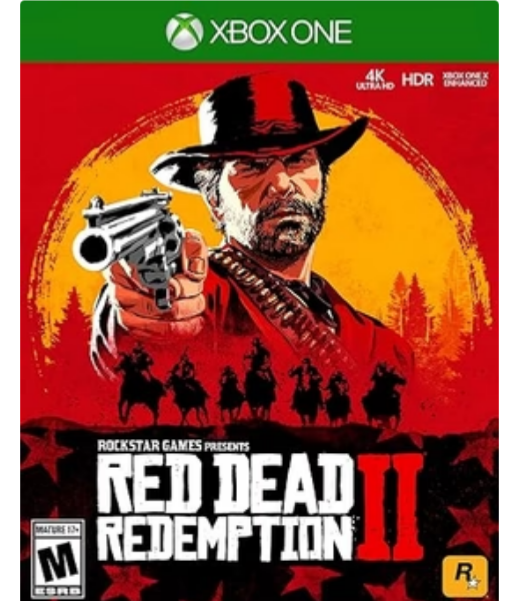 XBOX ONE
4K
ULTRA HD
HDR
XBOX ONE X
ENHANCED
ROCKSTAR GAMES PRESENTS
RED DEAD
REDEMPTION II
MATURE 17+
M
ESRB
R